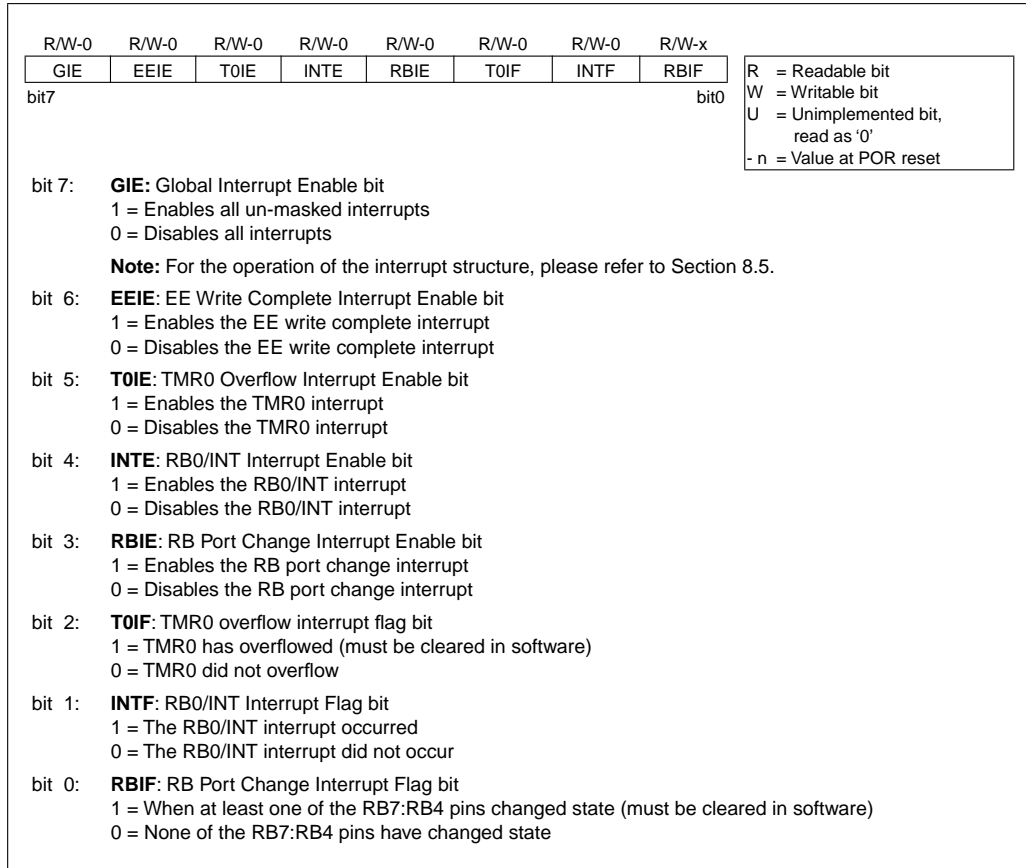 R/W-0 R/W-0 R/W-0 R/W-0 R/W-0 R/W-0 R/W-0 R/W-x
GIE EEIE T0IE INTE RBIE T0IF INTF RBIF
bit7 bit0
R = Readable bit
W = Writable bit
U = Unimplemented bit,
read as ‘0’
- n = Value at POR reset
bit 7: GIE: Global Interrupt Enable bit
1 = Enables all un-masked interrupts
0 = Disables all interrupts
Note: For the operation of the interrupt structure, please refer to Section 8.5.
bit 6: EEIE: EE Write Complete Interrupt Enable bit
1 = Enables the EE write complete interrupt
0 = Disables the EE write complete interrupt
bit 5: T0IE: TMR0 Overflow Interrupt Enable bit
1 = Enables the TMR0 interrupt
0 = Disables the TMR0 interrupt
bit 4: INTE: RB0/INT Interrupt Enable bit
1 = Enables the RB0/INT interrupt
0 = Disables the RB0/INT interrupt
bit 3: RBIE: RB Port Change Interrupt Enable bit
1 = Enables the RB port change interrupt
0 = Disables the RB port change interrupt
bit 2: T0IF: TMR0 overflow interrupt flag bit
1 = TMR0 has overflowed (must be cleared in software)
0 = TMR0 did not overflow
bit 1: INTF: RB0/INT Interrupt Flag bit
1 = The RB0/INT interrupt occurred
0 = The RB0/INT interrupt did not occur
bit 0: RBIF: RB Port Change Interrupt Flag bit
1 = When at least one of the RB7:RB4 pins changed state (must be cleared in software)
0 = None of the RB7:RB4 pins have changed state